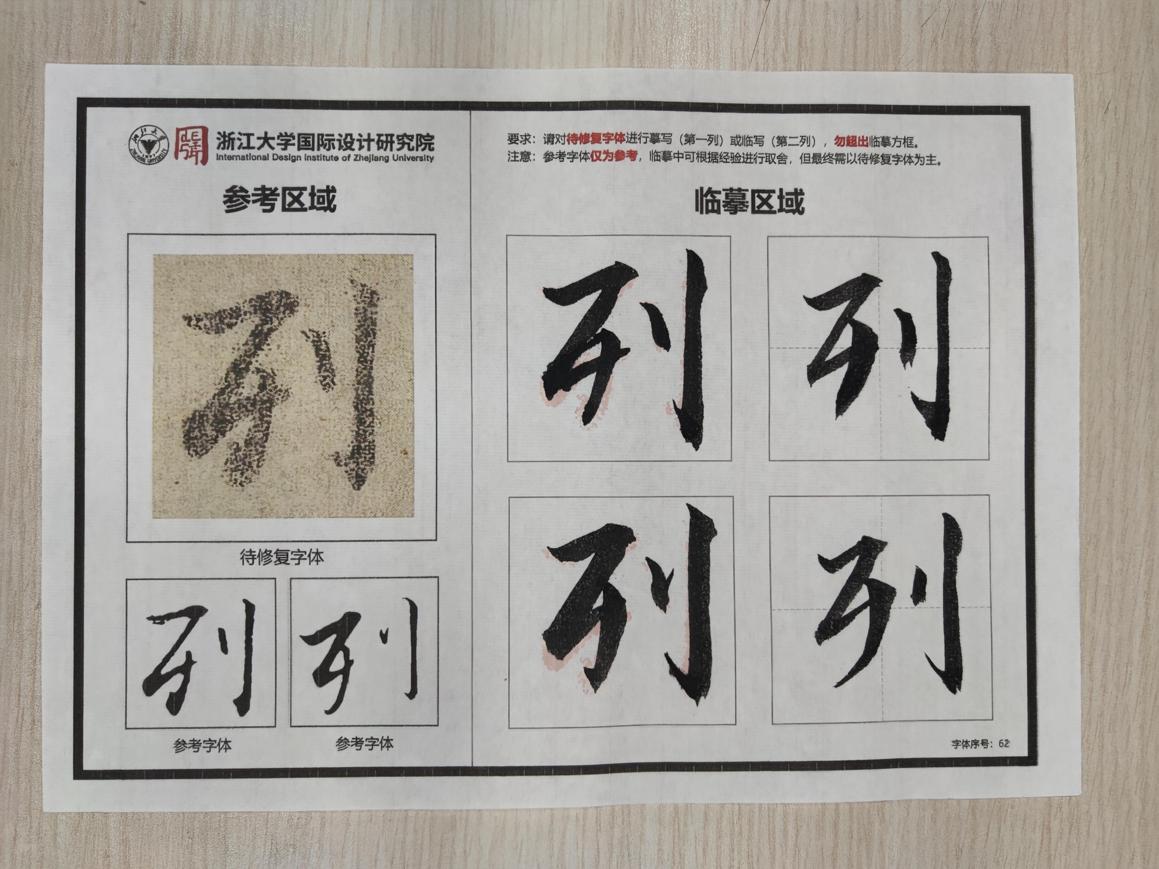 浙江大学国际设计研究院
International Design Institute of Zhejiang University
参考区域
列
待修复字体
列
列
参考字体
参考字体
要求：请对待修复字体进行摹写（第一列）或临写（第二列），勿超出临摹方框。
注意：参考字体仅为参考，临摹中可根据经验进行取舍，但最终需以待修复字体为主。
临摹区域
列
列
列
列
字体序号：62